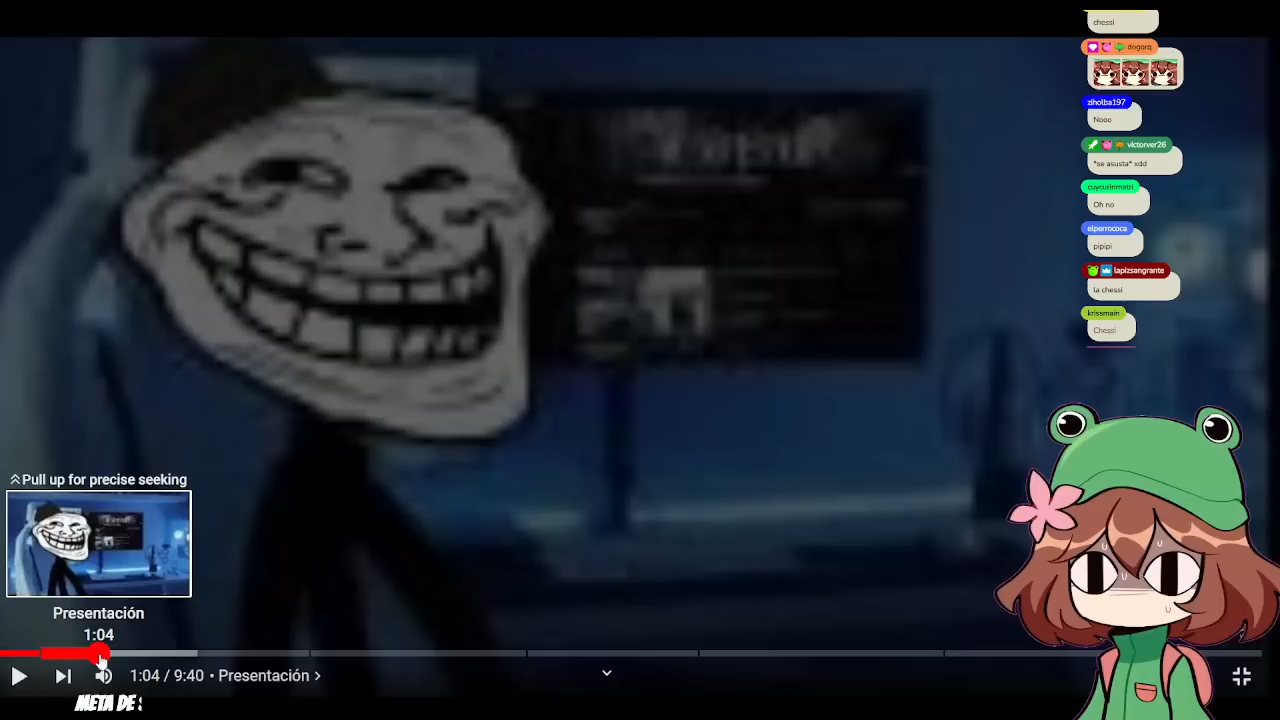 chessi
dogorq
ziholba197
Nooo
victorver26
*se asusta* xdd
cuycurinmatri
Oh no
elperrococa
pipipi
lapizsangrante
la chessi
krissmain
Chessi
Pull up for precise seeking
Presentación
1:04
1:04 / 9:40 • Presentación
META DE